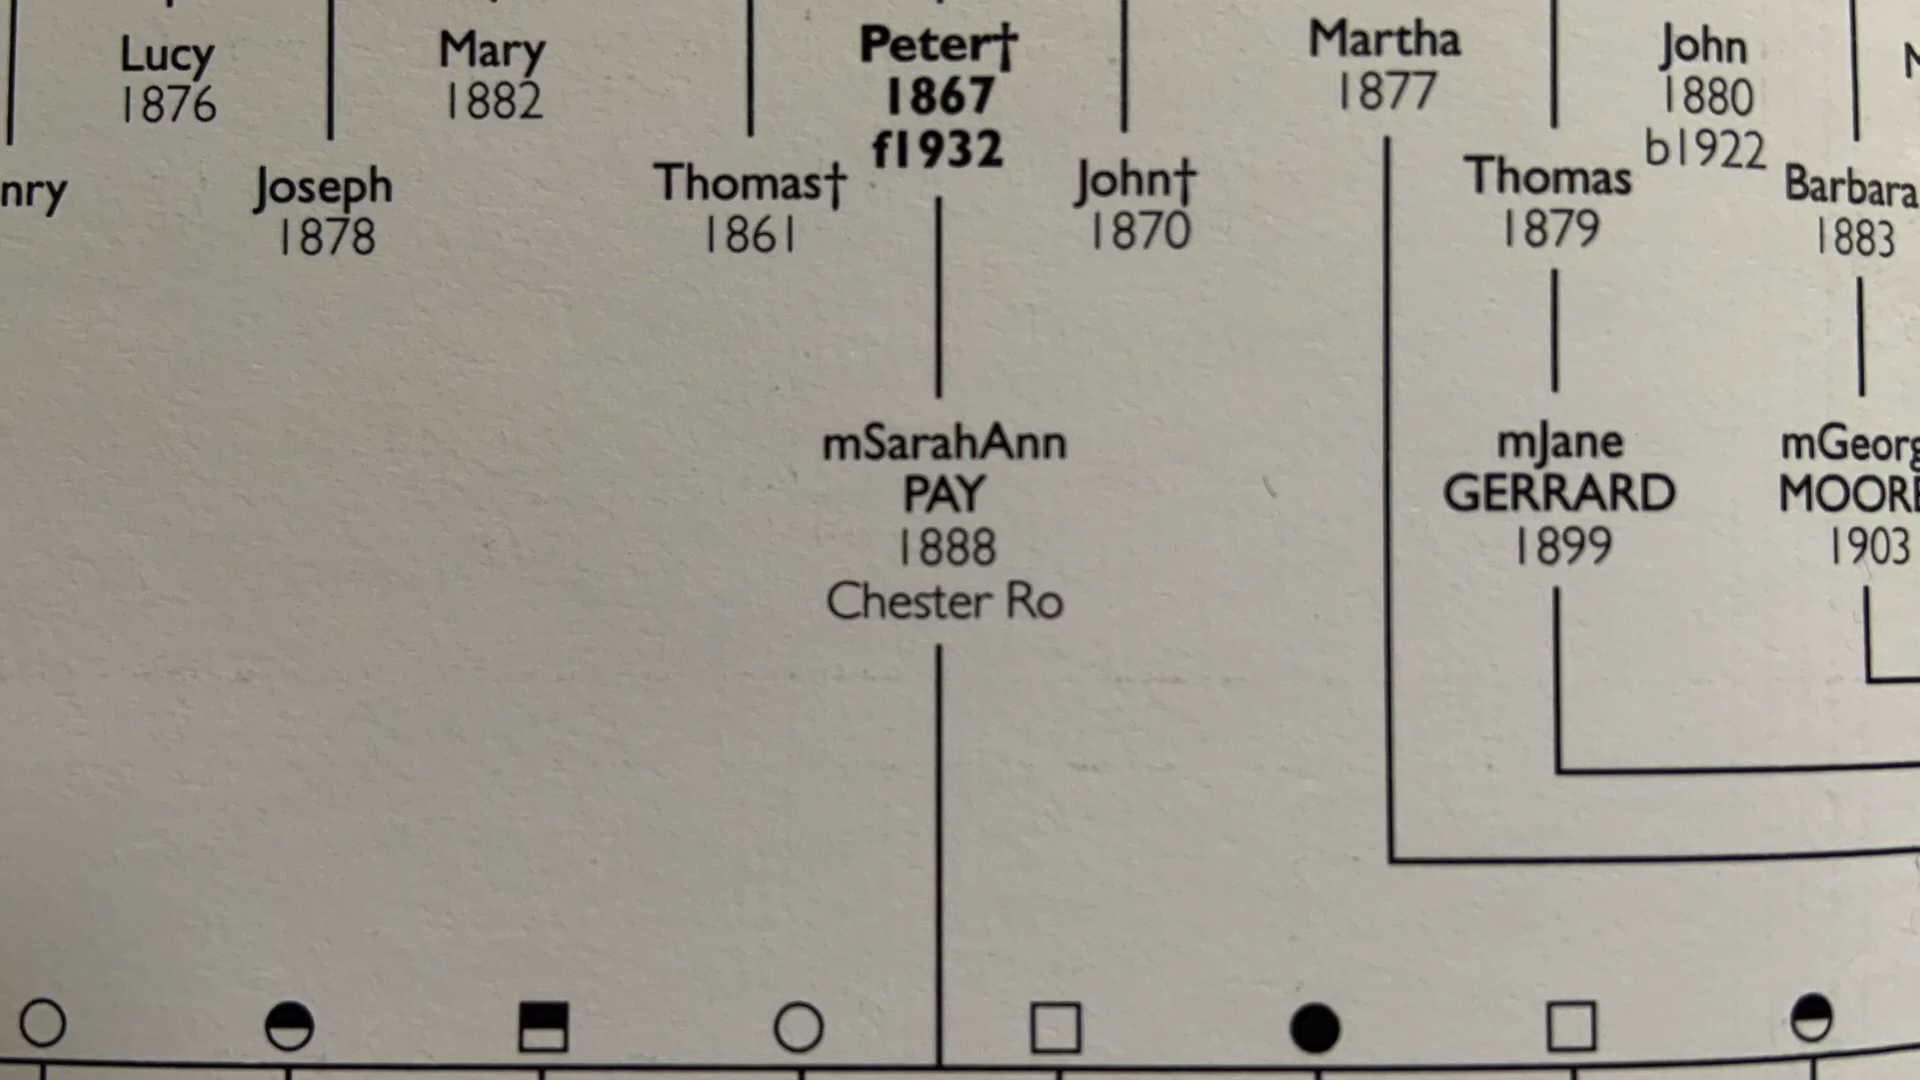 Lucy
1876
Joseph
1878
Mary
1882
Thomas†
1861
Peter†
1867
f1932
mSarahAnn
PAY
1888
Chester Ro
John†
1870
Martha
1877
Thomas
1879
mJane
GERRARD
1899
John
1880
b1922
Barbara
1883
1903